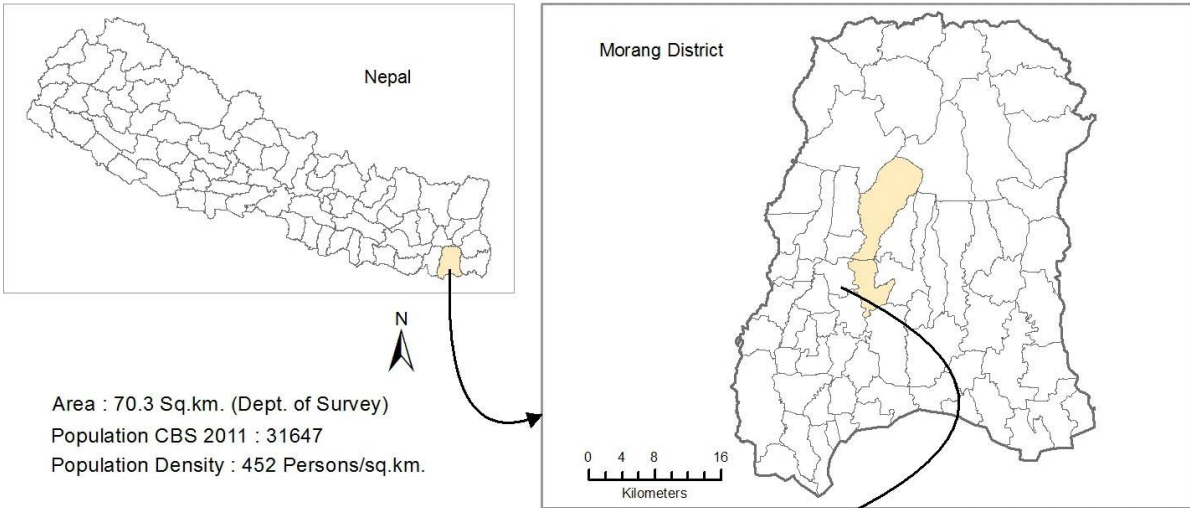 Nepal
Morang District
N
Area : 70.3 Sq.km. (Dept. of Survey)
Population CBS 2011 : 31647
Population Density : 452 Persons/sq.km.
0 4 8 16
Kilometers